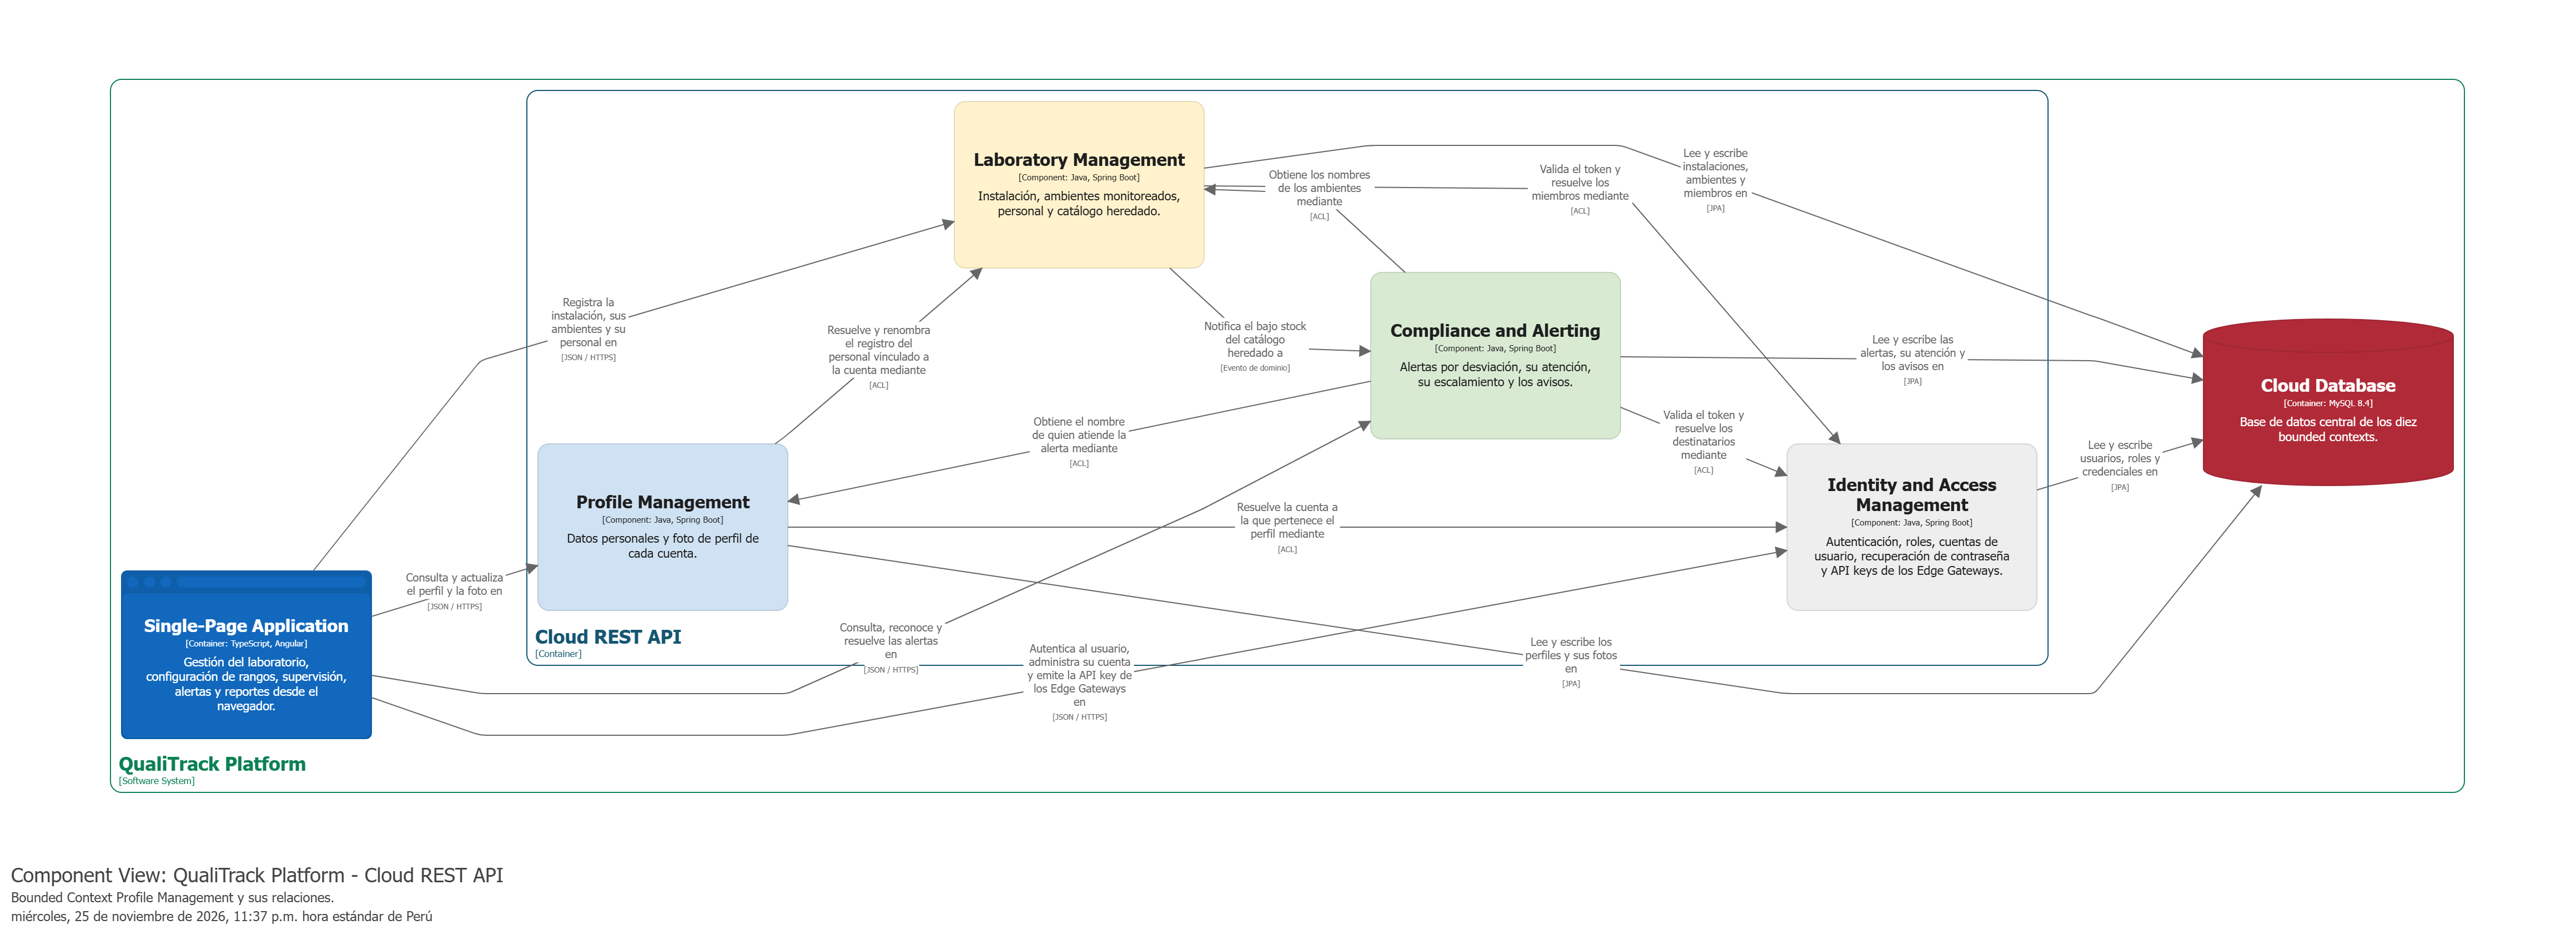 Laboratory Management
[Component: Java, Spring Boot]
Instalación, ambientes monitoreados,
personal y catálogo heredado.
Obtiene los nombres
de los ambientes
mediante
[ACL]
Valida el token y
resuelve los
miembros mediante
[ACL]
Lee y escribe
instalaciones,
ambientes y
miembros en
[JPA]
Registra la
instalación, sus
ambientes y su
personal en
[JSON / HTTPS]
Resuelve y renombra
el registro del
personal vinculado a
la cuenta mediante
[ACL]
Notifica el bajo stock
del catálogo
heredado a
[Evento de dominio]
Compliance and Alerting
[Component: Java, Spring Boot]
Alertas por desviación, su atención,
su escalamiento y los avisos.
Lee y escribe las
alertas, su atención y
los avisos en
[JPA]
Cloud Database
[Container: MySQL 8.4]
Base de datos central de los diez
bounded contexts.
Obtiene el nombre
de quien atiende la
alerta mediante
[ACL]
Valida el token y
resuelve los
destinatarios
mediante
[ACL]
Lee y escribe
usuarios, roles y
credenciales en
[JPA]
Profile Management
[Component: Java, Spring Boot]
Datos personales y foto de perfil de
cada cuenta.
Resuelve la cuenta a
la que pertenece el
perfil mediante
[ACL]
Identity and Access
Management
[Component: Java, Spring Boot]
Autenticación, roles, cuentas de
usuario, recuperación de contraseña
y API keys de los Edge Gateways.
Consulta y actualiza
el perfil y la foto en
[JSON / HTTPS]
Single-Page Application
[Container: TypeScript, Angular]
Gestión del laboratorio,
configuración de rangos, supervisión,
alertas y reportes desde el
navegador.
Cloud REST API
[Container]
Consulta, reconoce y
resuelve las alertas
en
[JSON / HTTPS]
Autentica al usuario,
administra su cuenta
y emite la API key de
los Edge Gateways
en
[JSON / HTTPS]
Lee y escribe los
perfiles y sus fotos
en
[JPA]
QualiTrack Platform
[Software System]
Component View: QualiTrack Platform - Cloud REST API
Bounded Context Profile Management y sus relaciones.
miércoles, 25 de noviembre de 2026, 11:37 p.m. hora estándar de Perú